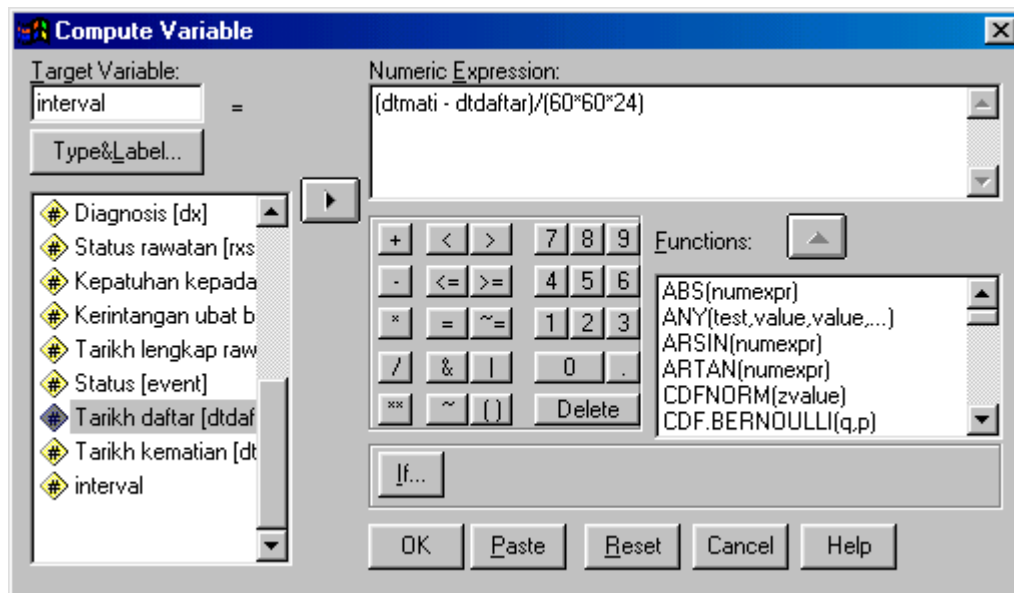 Compute Variable
Target Variable:
interval
=
Type&Label...
Numeric Expression:
(dtmati - dtdaftar)/(60*60*24)
Diagnosis [dx]
Status rawatan [rxs
Kepatuhan kepada
Kerintangan ubat b
Tarikh lengkap raw
Status [event]
Tarikh daftar [dtdaf
Tarikh kematian [dt
interval
+ < > 7 8 9
- <= >= 4 5 6
* = ~= 1 2 3
/ & | 0 .
** ~ ( ) Delete
Functions:
ABS(numexpr)
ANY(test,value,value,...)
ARSIN(numexpr)
ARTAN(numexpr)
CDFNORM(zvalue)
CDF.BERNOULLI(q,p)
If...
OK Paste Reset Cancel Help